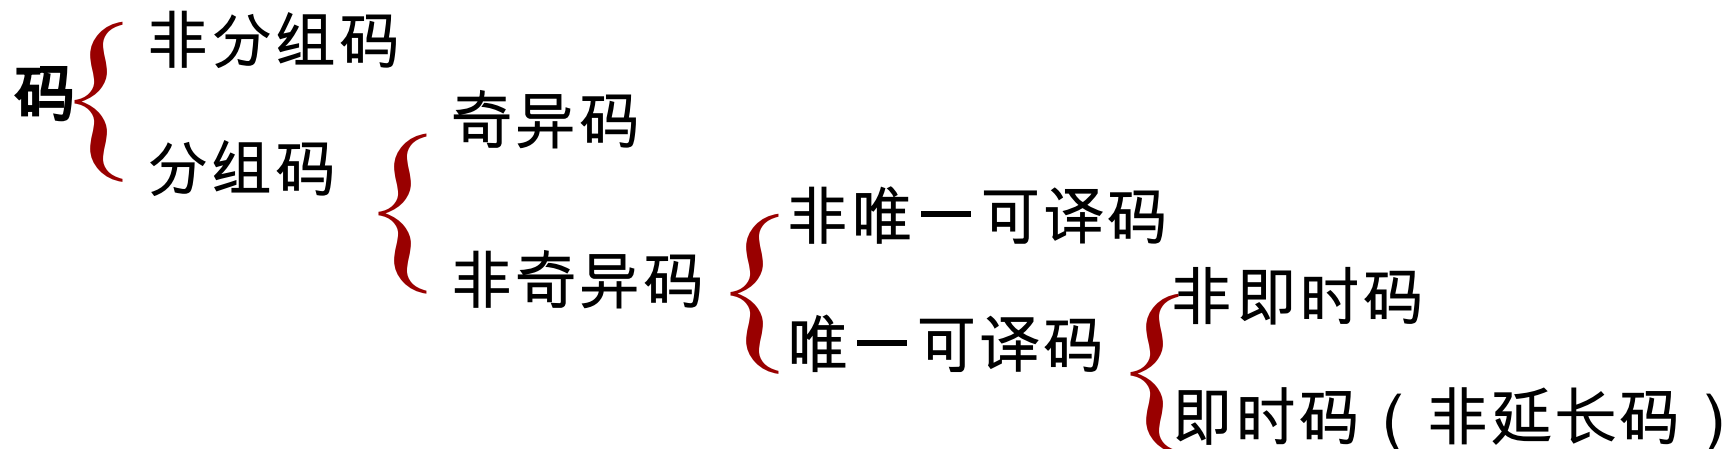 码
非分组码
分组码
奇异码
非奇异码
非唯一可译码
唯一可译码
非即时码
即时码（非延长码）